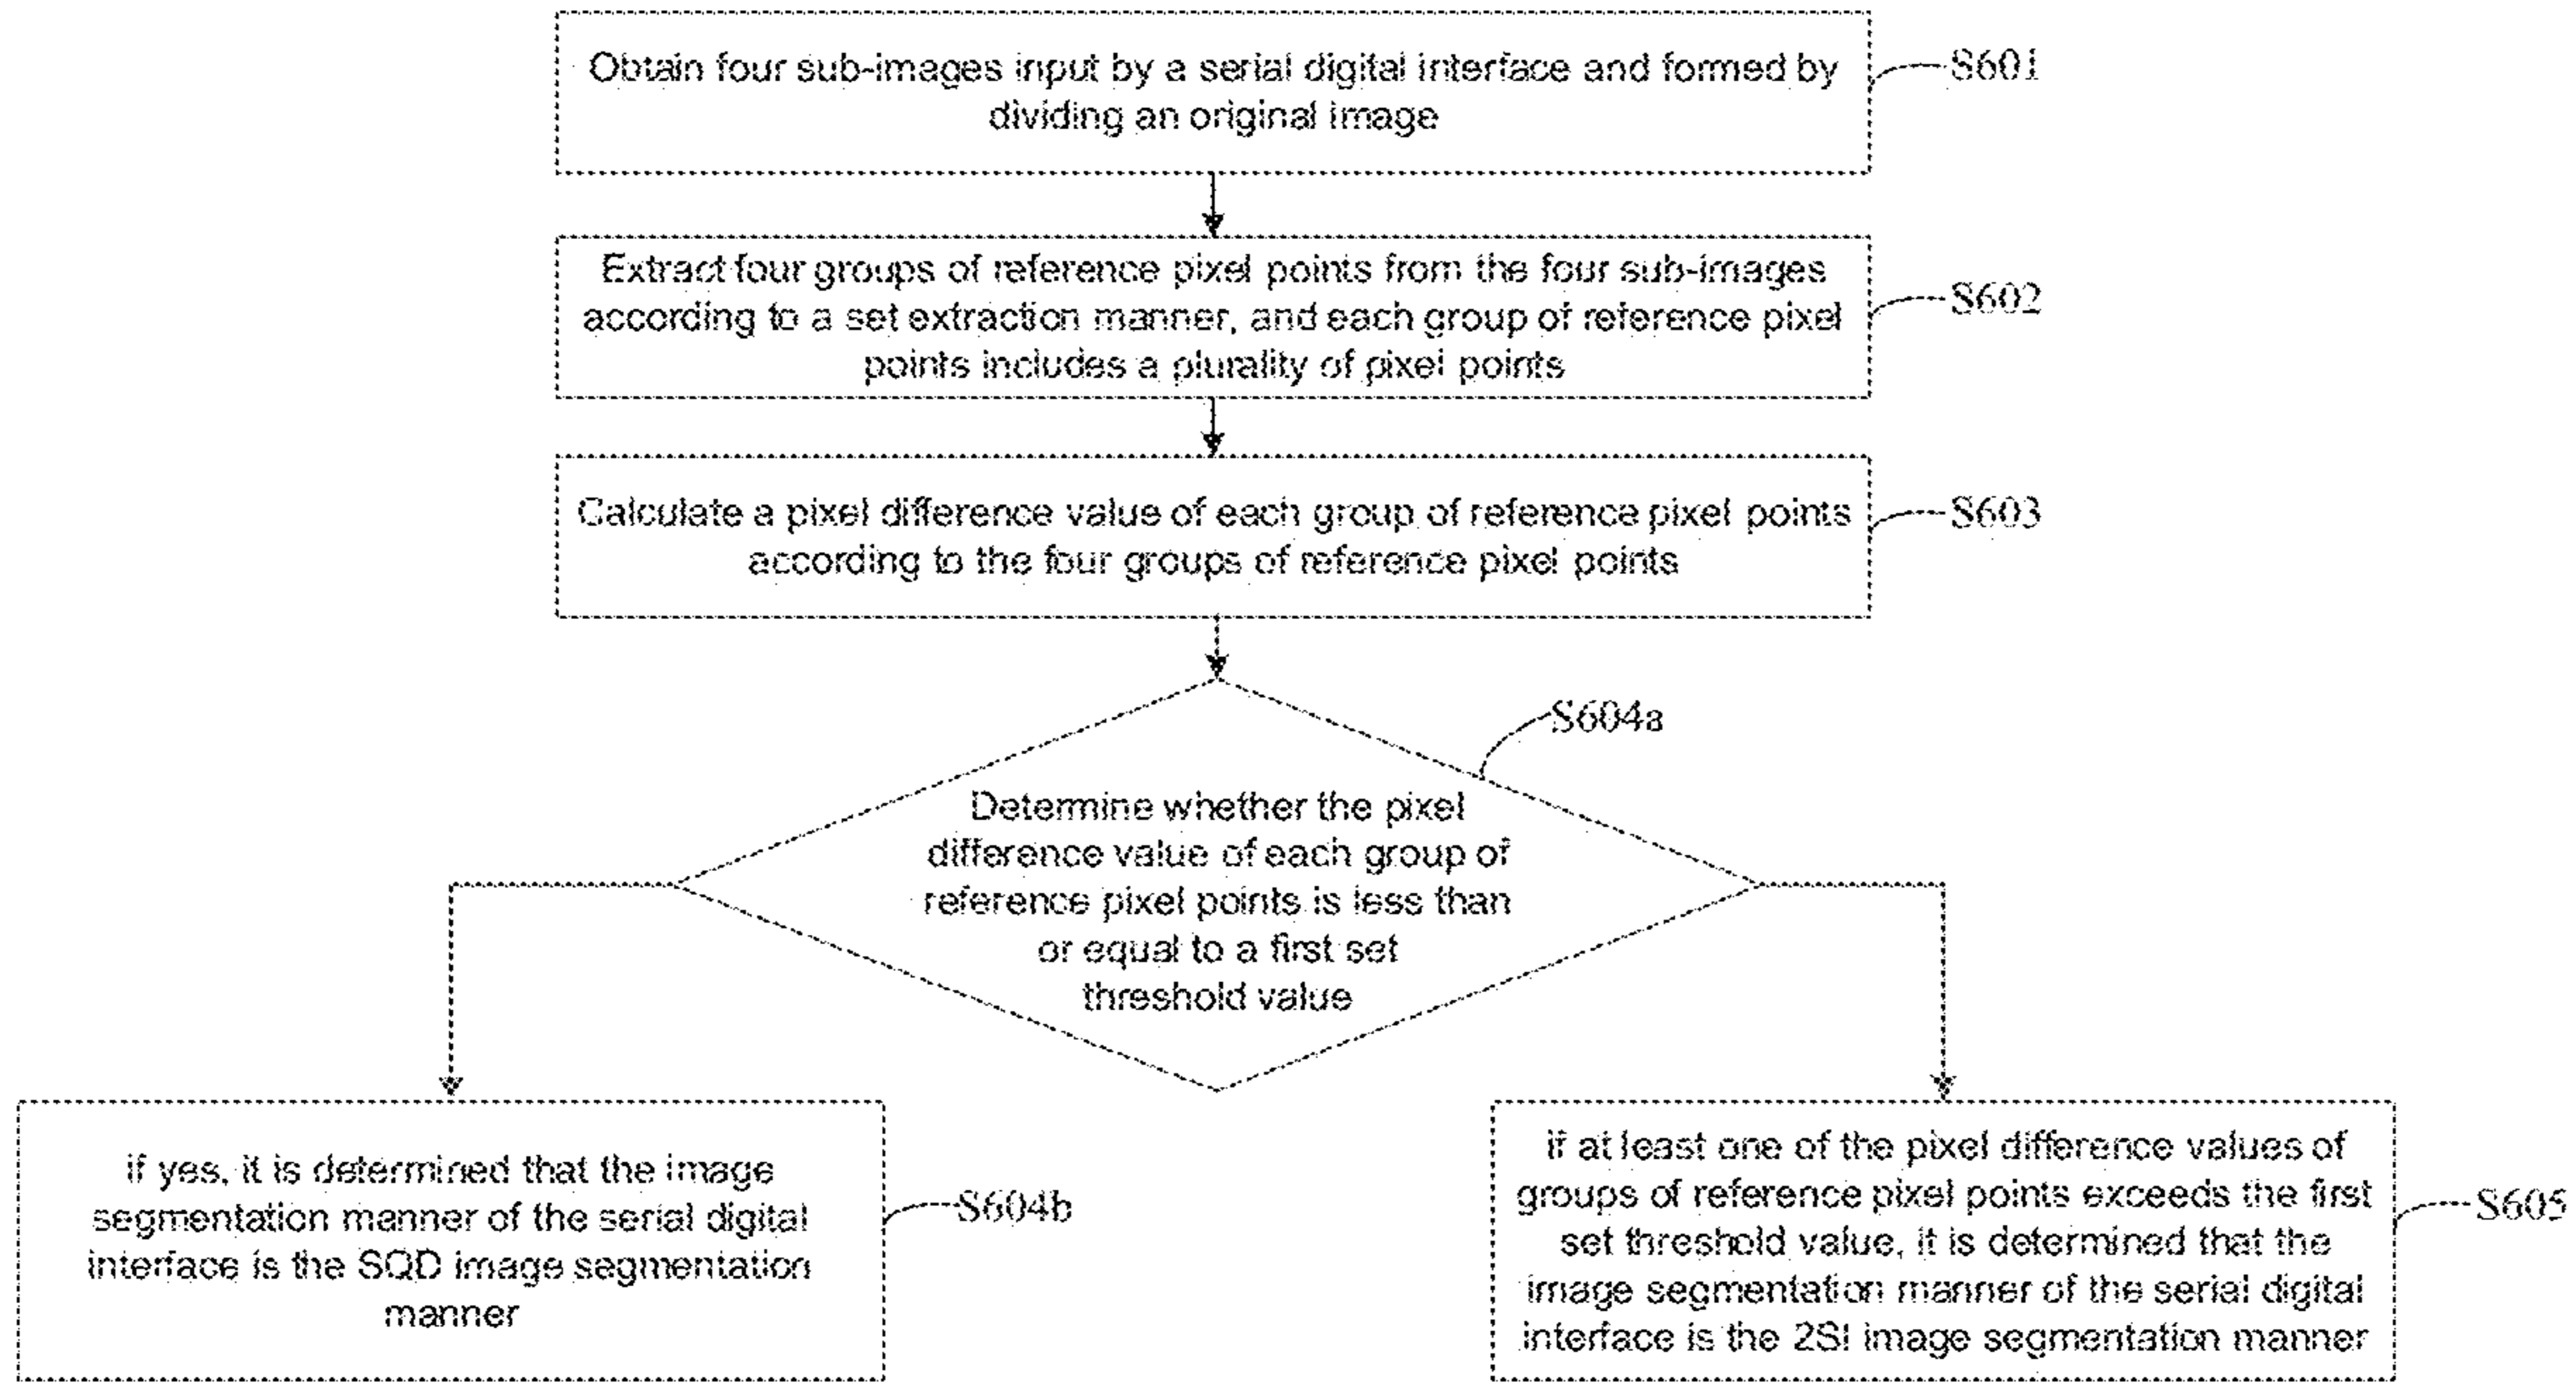 Obtain four sub-images input by a serial digital interface and formed by
dividing an original image
S601
Extract four groups of reference pixel points from the four sub-images
according to a set extraction manner, and each group of reference pixel
points includes a plurality of pixel points
S602
Calculate a pixel difference value of each group of reference pixel points
according to the four groups of reference pixel points
S603
S604a
Determine whether the pixel
difference value of each group of
reference pixel points is less than
or equal to a first set
threshold value
if yes, it is determined that the image
segmentation manner of the serial digital
interface is the SQD image segmentation
manner
S604b
if at least one of the pixel difference values of
groups of reference pixel points exceeds the first
set threshold value, it is determined that the
image segmentation manner of the serial digital
interface is the 2SI image segmentation manner
S605